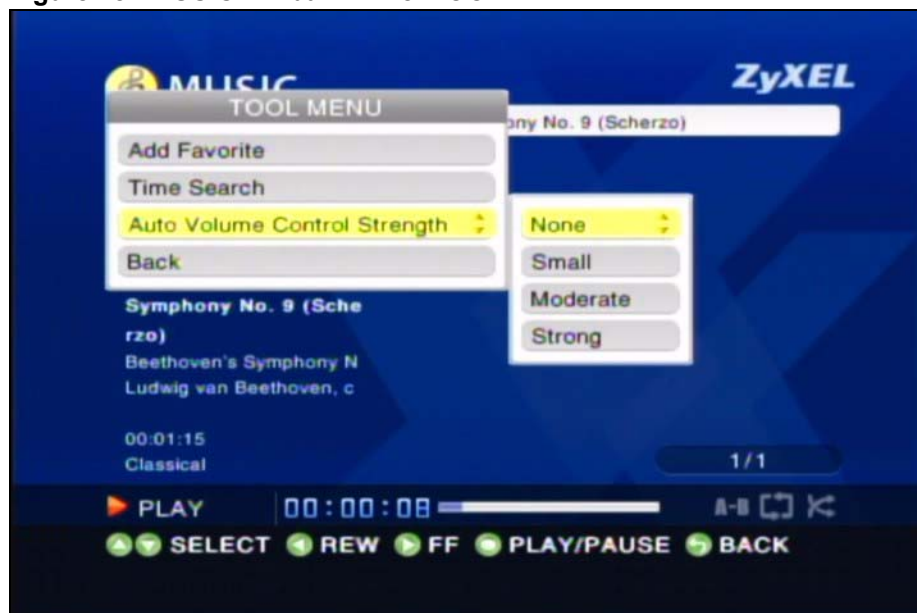 MUSIC
ZyXEL
TOOL MENU
ony No. 9 (Scherzo)
Add Favorite
Time Search
Auto Volume Control Strength
None
Back
Small
Moderate
Strong
Symphony No. 9 (Sche
rzo)
Beethoven's Symphony N
Ludwig van Beethoven, c
00:01:15
Classical
1/1
PLAY 00:00:08 A-B
SELECT REW FF PLAY/PAUSE BACK